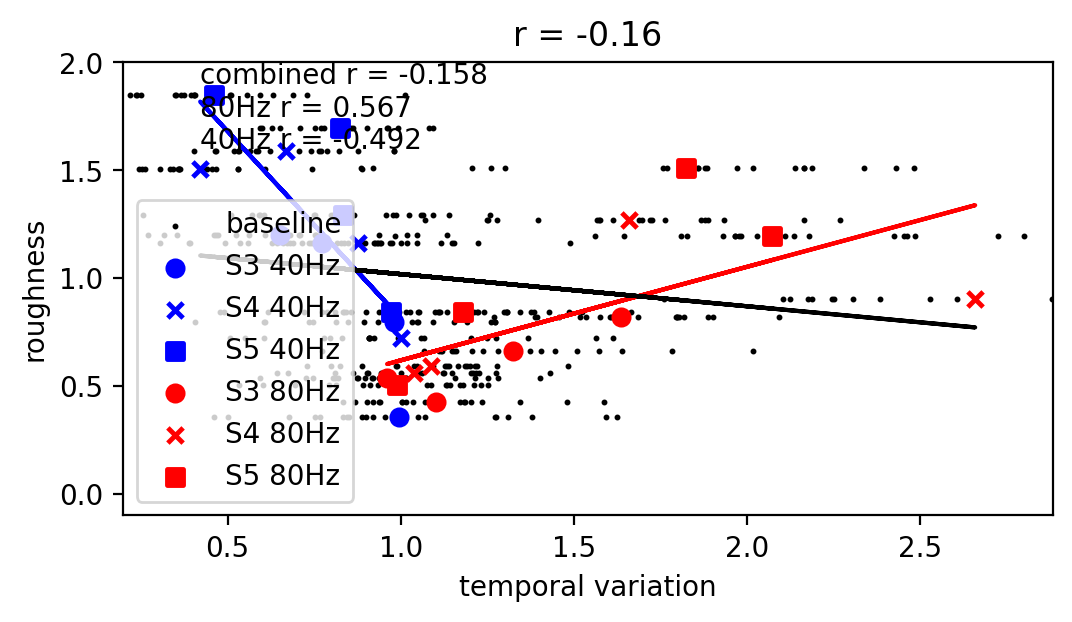 r = -0.16
combined r = -0.158
80Hz r = 0.567
40Hz r = -0.492
roughness
2.0
1.5
1.0
0.5
0.0
baseline
S3 40Hz
S4 40Hz
S5 40Hz
S3 80Hz
S4 80Hz
S5 80Hz
0.5 1.0 1.5 2.0 2.5
temporal variation